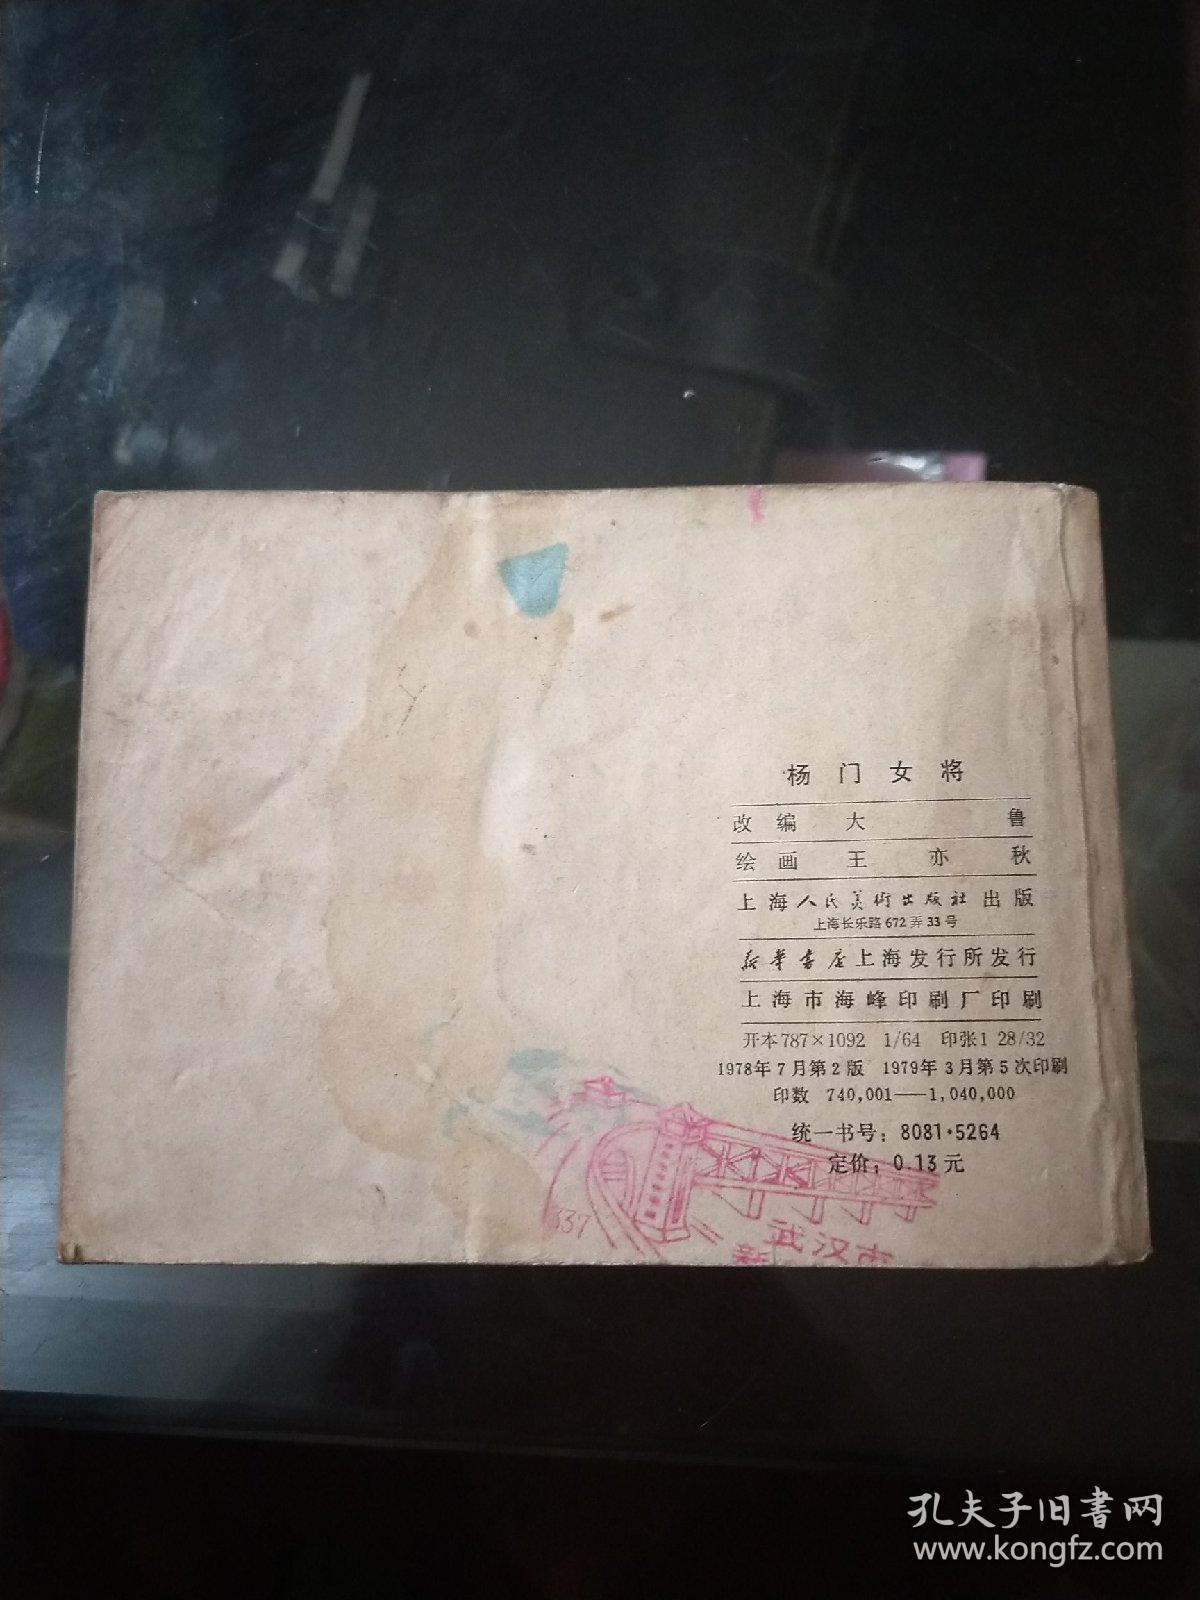 杨门女将
改编 大鲁
绘画 王亦秋
上海人民美术出版社出版
上海长乐路672弄33号
新华书店上海发行所发行
上海市海峰印刷厂印刷
开本787×1092 1/64 印张1 28/32
1978年7月第2版 1979年3月第5次印刷
印数 740,001——1,040,000
统一书号：8081·5264
定价：0.13元
337
武汉市
新
孔夫子旧书网
www.kongfz.com